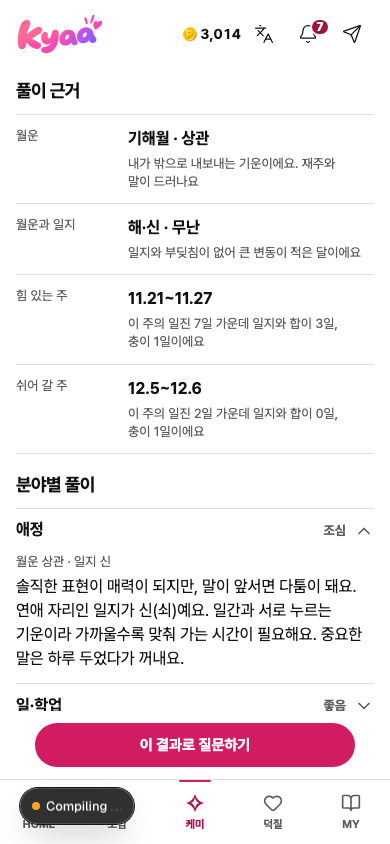 kyaa
3,014
7
풀이 근거
월운
기해월 · 상관
내가 밖으로 내보내는 기운이에요. 재주와
말이 드러나요
월운과 일지
해·신 · 무난
일지와 부딪침이 없어 큰 변동이 적은 달이에요
힘 있는 주
11.21~11.27
이 주의 일진 7일 가운데 일지와 합이 3일,
충이 1일이에요
쉬어 갈 주
12.5~12.6
이 주의 일진 2일 가운데 일지와 합이 0일,
충이 1일이에요
분야별 풀이
애정
조심
월운 상관 · 일지 신
솔직한 표현이 매력이 되지만, 말이 앞서면 다툼이 돼요.
연애 자리인 일지가 신(쇠)예요. 일간과 서로 누르는
기운이라 가까울수록 맞춰 가는 시간이 필요해요. 중요한
말은 하루 두었다가 꺼내요.
일·학업
좋음
이 결과로 질문하기
Compiling ...
HOME
케미
덕질
MY